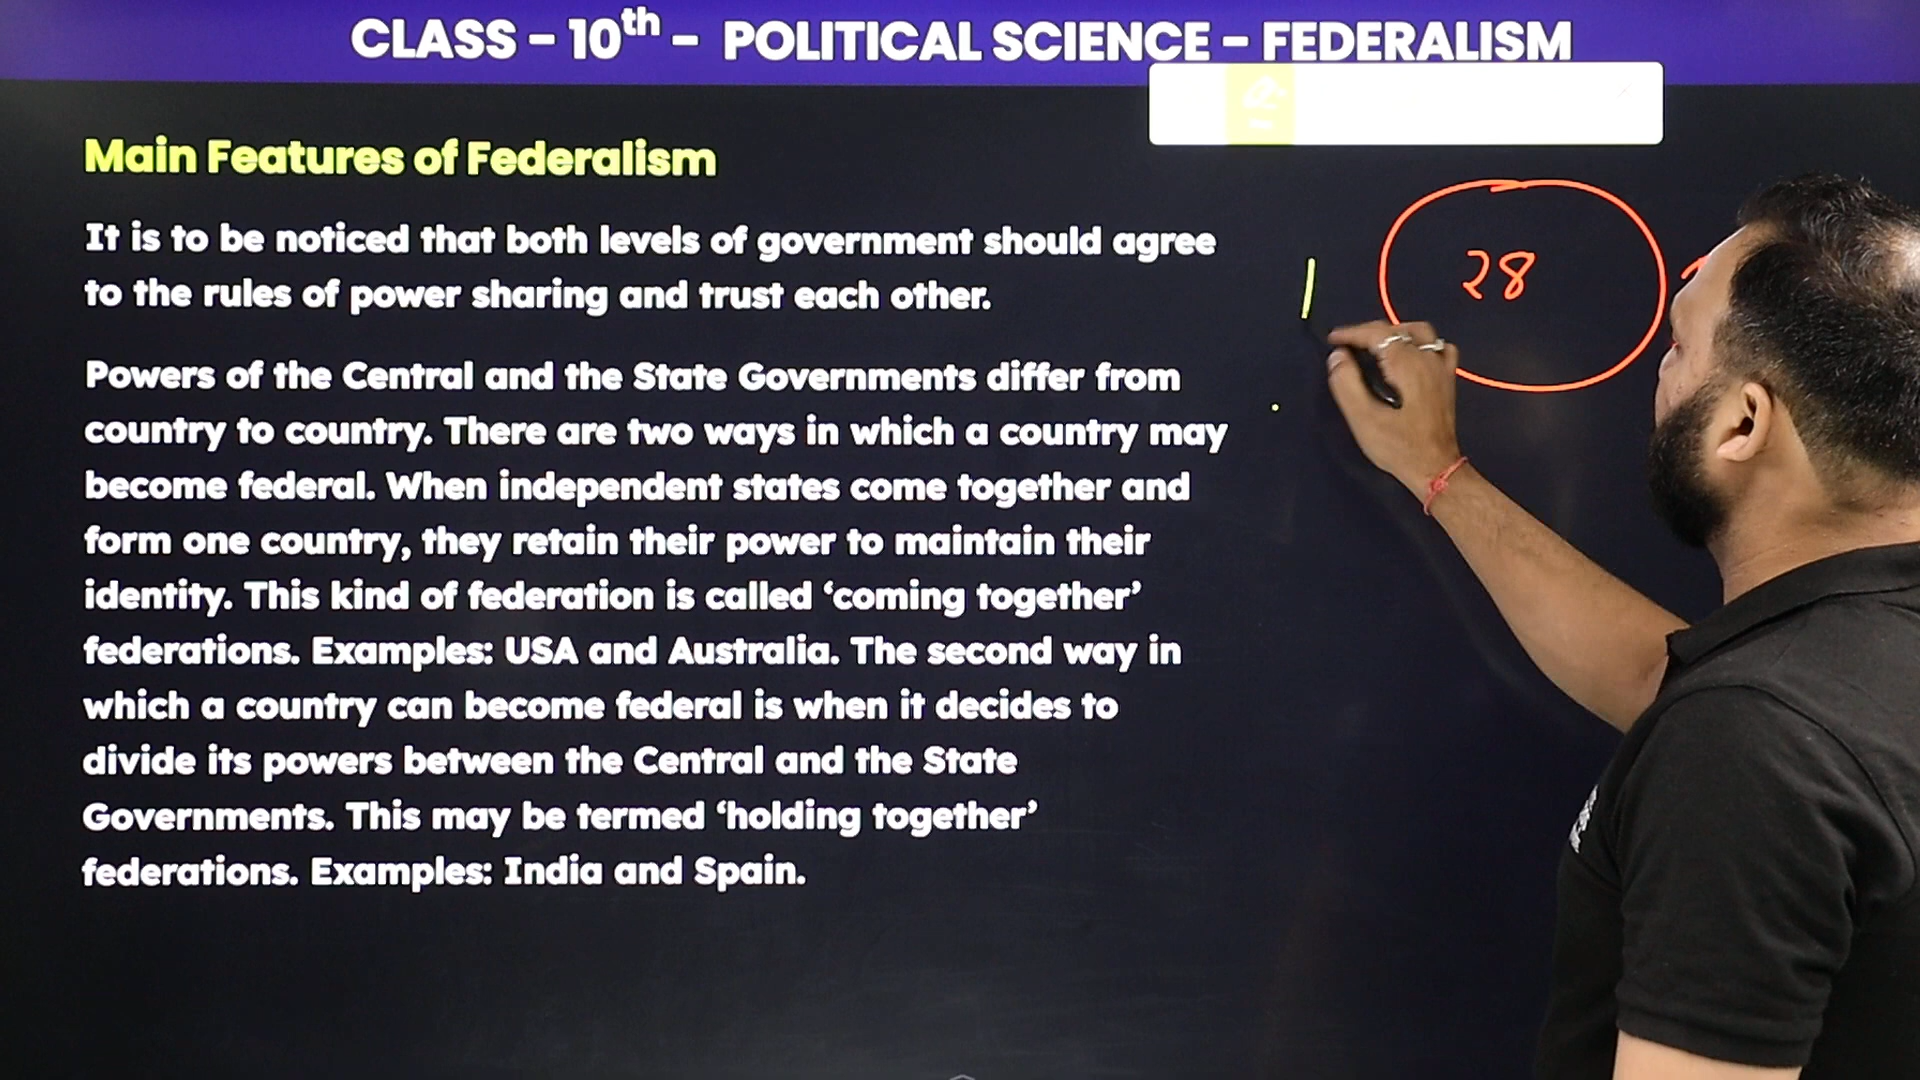 CLASS – 10th – POLITICAL SCIENCE – FEDERALISM
Main Features of Federalism
It is to be noticed that both levels of government should agree
to the rules of power sharing and trust each other.
Powers of the Central and the State Governments differ from
country to country. There are two ways in which a country may
become federal. When independent states come together and
form one country, they retain their power to maintain their
identity. This kind of federation is called ‘coming together’
federations. Examples: USA and Australia. The second way in
which a country can become federal is when it decides to
divide its powers between the Central and the State
Governments. This may be termed ‘holding together’
federations. Examples: India and Spain.
28